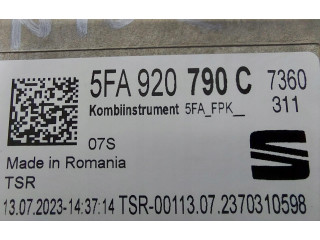 5FA 920 790 C 7360
Kombiinstrument 5FA_FPK__ 311
07S
Made in Romania
TSR
13.07.2023-14:37:14 TSR-00113.07.2370310598